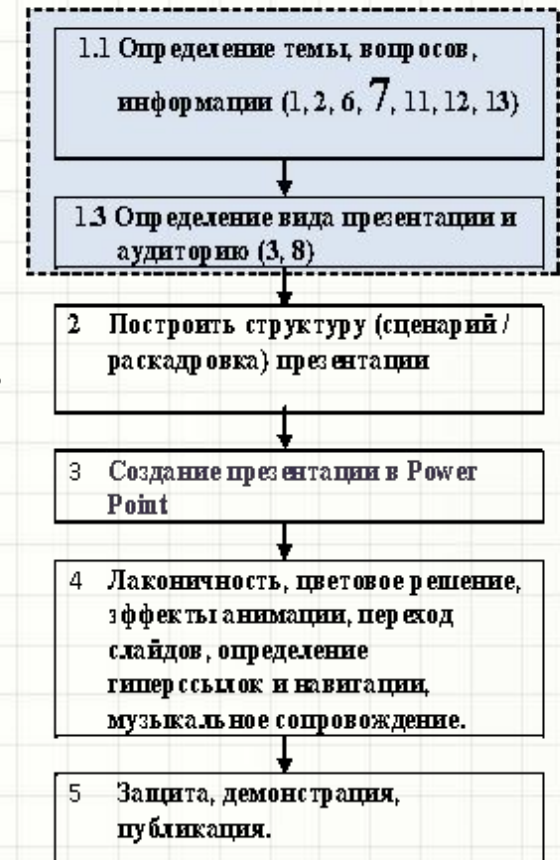 1.1 Определение темы, вопросов,
информации (1, 2, 6, 7, 11, 12, 13)
1.3 Определение вида презентации и
аудиторию (3, 8)
2 Построить структуру (сценарий /
раскадровка) презентации
3 Создание презентации в Power
Point
4 Лаконичность, цветовое решение,
эффекты анимации, переход
слайдов, определение
гиперссылок и навигации,
музыкальное сопровождение.
5 Защита, демонстрация,
публикация.